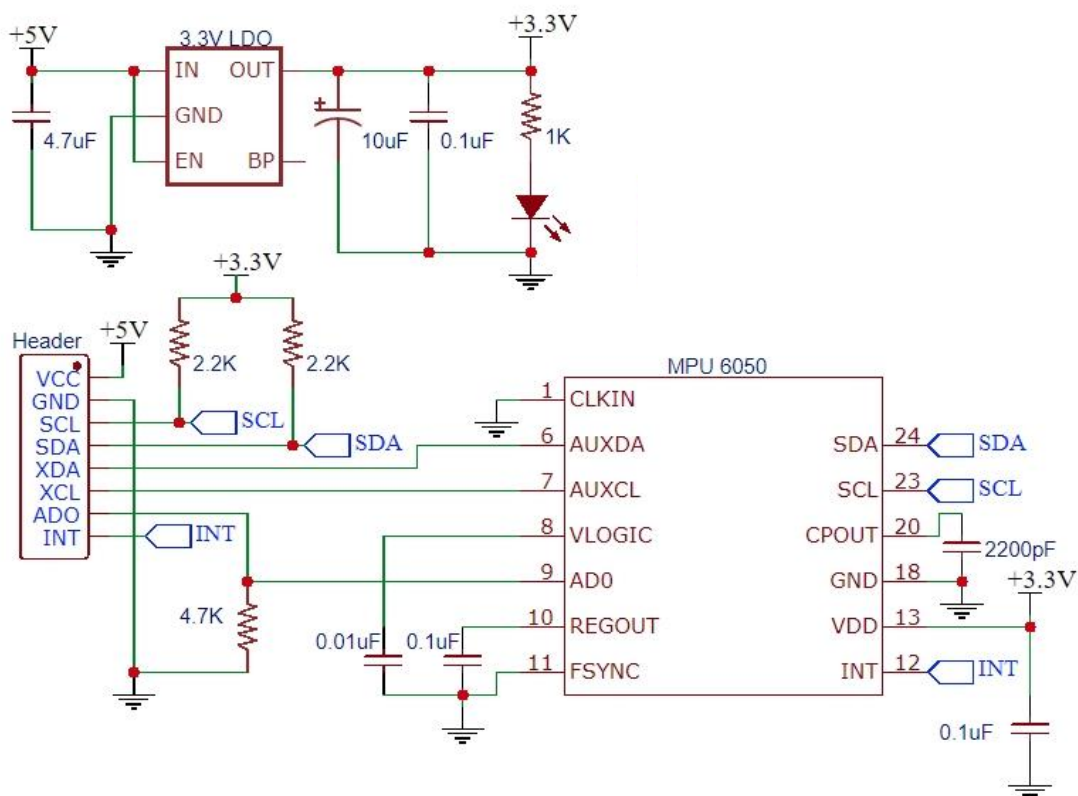 +5V
3.3V LDO
+3.3V
IN OUT
GND
EN BP
4.7uF
10uF
0.1uF
1K
+3.3V
2.2K
2.2K
Header
+5V
VCC
GND
SCL
SDA
XDA
XCL
ADO
INT
SCL
SDA
INT
4.7K
0.01uF
0.1uF
MPU 6050
1 CLKIN
6 AUXDA
7 AUXCL
8 VLOGIC
9 AD0
10 REGOUT
11 FSYNC
SDA 24
SCL 23
CPOUT 20
GND 18
VDD 13
INT 12
SDA
SCL
2200pF
+3.3V
INT
0.1uF